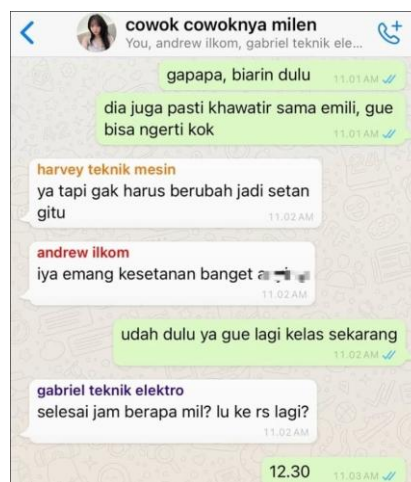 cowok cowoknya milen
You, andrew ilkom, gabriel teknik ele...
gapapa, biarin dulu 11.01 AM
dia juga pasti khawatir sama emili, gue
bisa ngerti kok 11.01 AM
harvey teknik mesin
ya tapi gak harus berubah jadi setan
gitu 11.02 AM
andrew ilkom
iya emang kesetanan banget
11.02 AM
udah dulu ya gue lagi kelas sekarang
11.02 AM
gabriel teknik elektro
selesai jam berapa mil? lu ke rs lagi?
11.02 AM
12.30 11.03 AM